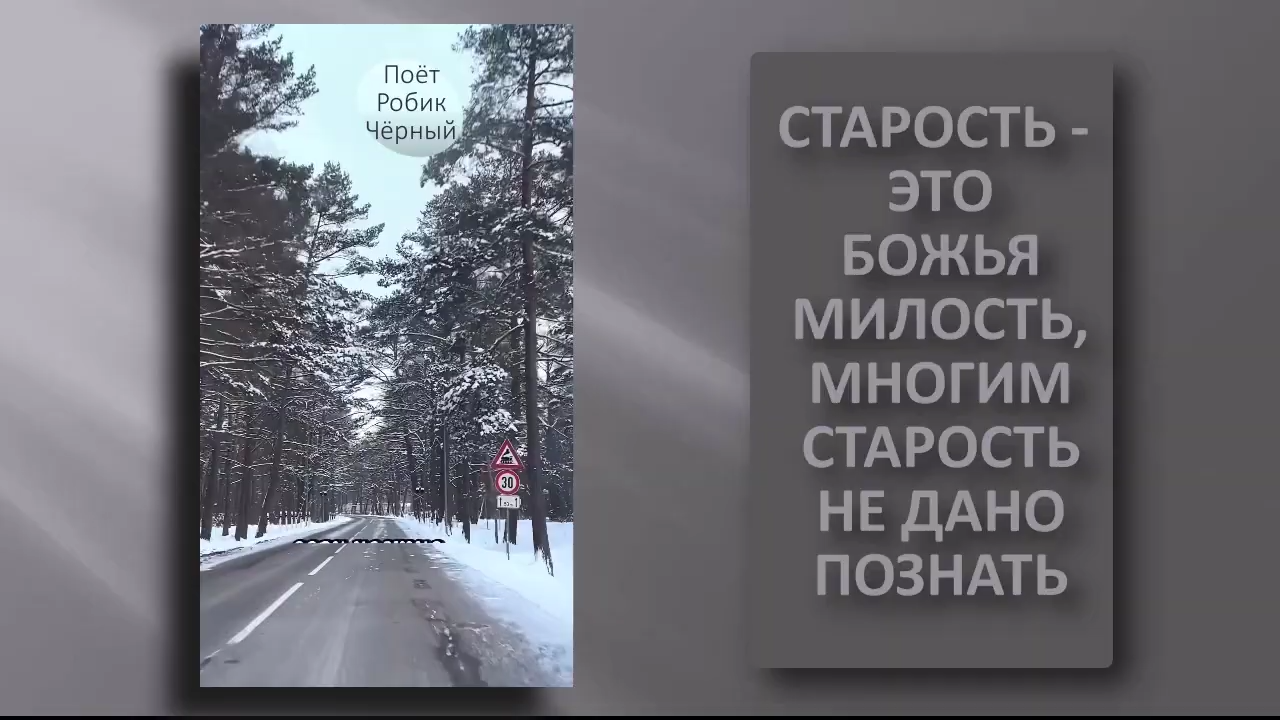 Поёт
Робик
Чёрный
30
СТАРОСТЬ -
ЭТО
БОЖЬЯ
МИЛОСТЬ,
МНОГИМ
СТАРОСТЬ
НЕ ДАНО
ПОЗНАТЬ